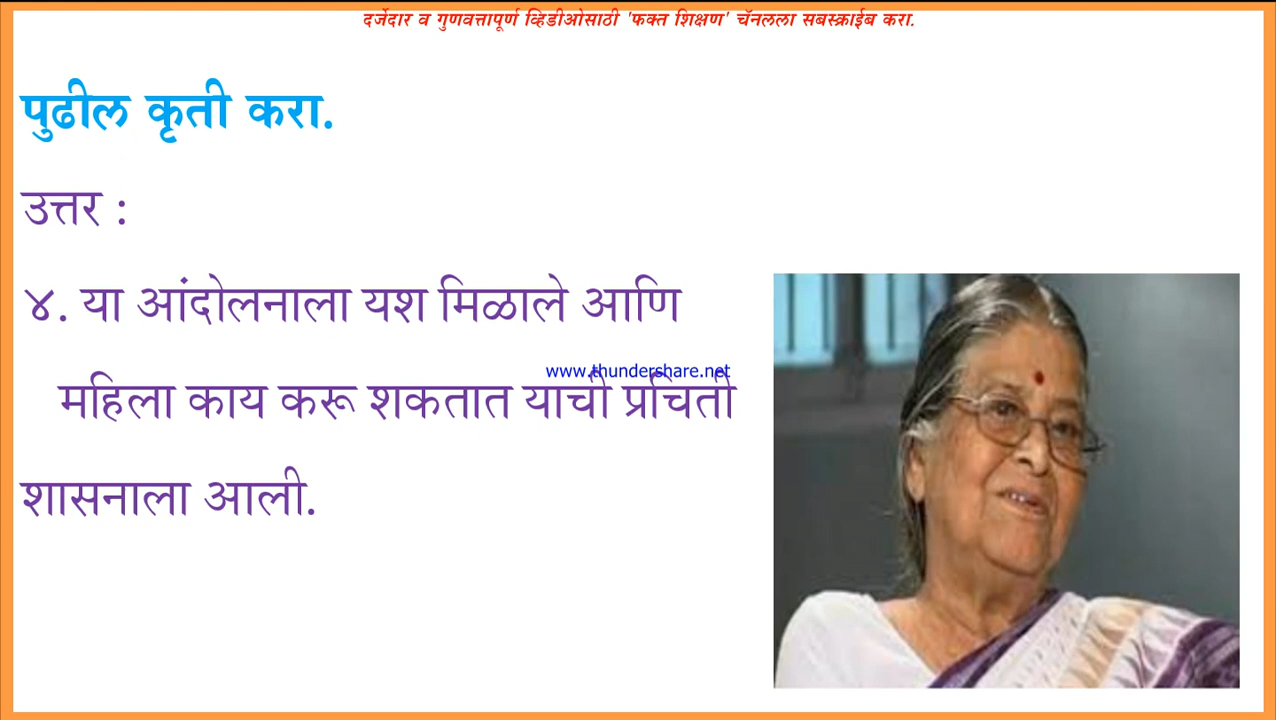 दर्जेदार व गुणवत्तापूर्ण व्हिडीओसाठी 'फक्त शिक्षण' चॅनलला सबस्क्राईब करा.
पुढील कृती करा.
उत्तर :
४. या आंदोलनाला यश मिळाले आणि
www.thundershare.net
महिला काय करू शकतात याची प्रचिती
शासनाला आली.